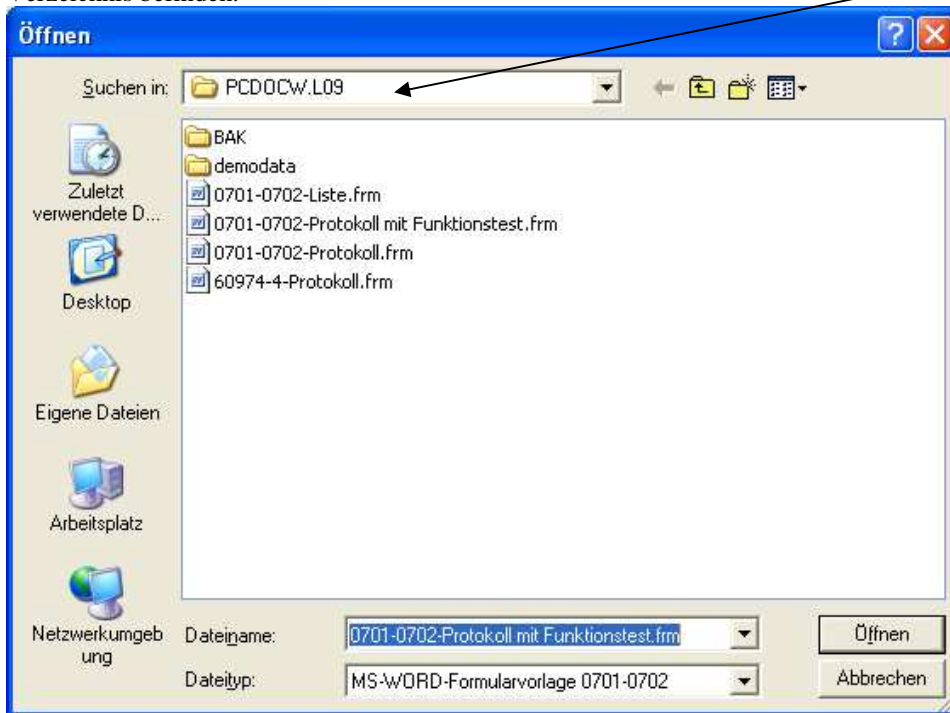 Verzeichnis befinden.
Öffnen
Suchen in:
PCDOCW.L09
BAK
demodata
0701-0702-Liste.frm
0701-0702-Protokoll mit Funktionstest.frm
0701-0702-Protokoll.frm
60974-4-Protokoll.frm
Zuletzt
verwendete D...
Desktop
Eigene Dateien
Arbeitsplatz
Netzwerkumgeb
ung
Dateiname:
0701-0702-Protokoll mit Funktionstest.frm
Öffnen
Dateityp:
MS-WORD-Formularvorlage 0701-0702
Abbrechen